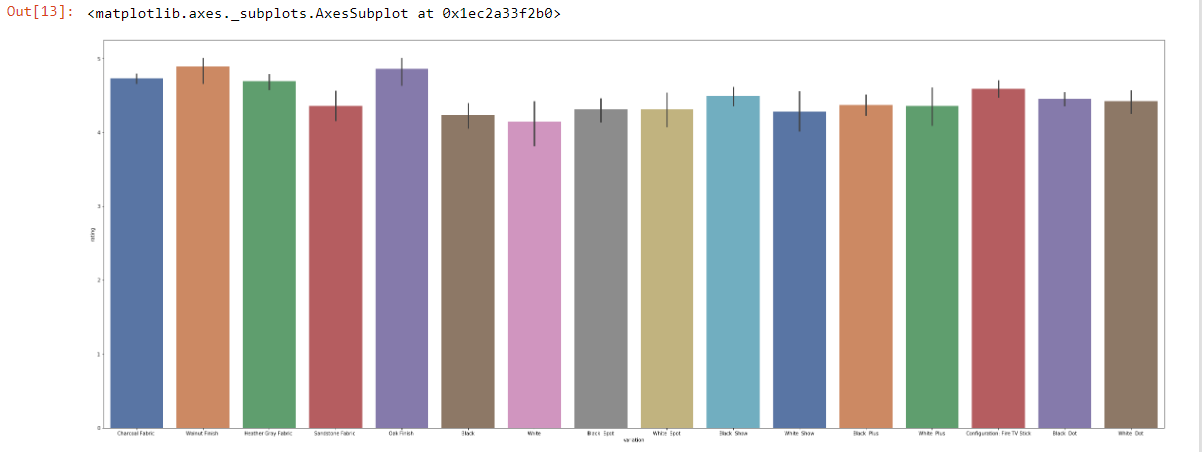 Out[13]: <matplotlib.axes._subplots.AxesSubplot at 0x1ec2a33f2b0>
5
4
3
2
1
0
rating
Charcoal Fabric Walnut Finish Heather Gray Fabric Sandstone Fabric Oak Finish Black White Black Spot White Spot Black Show White Show Black Plus White Plus Configuration: Fire TV Stick Black Dot White Dot
variation